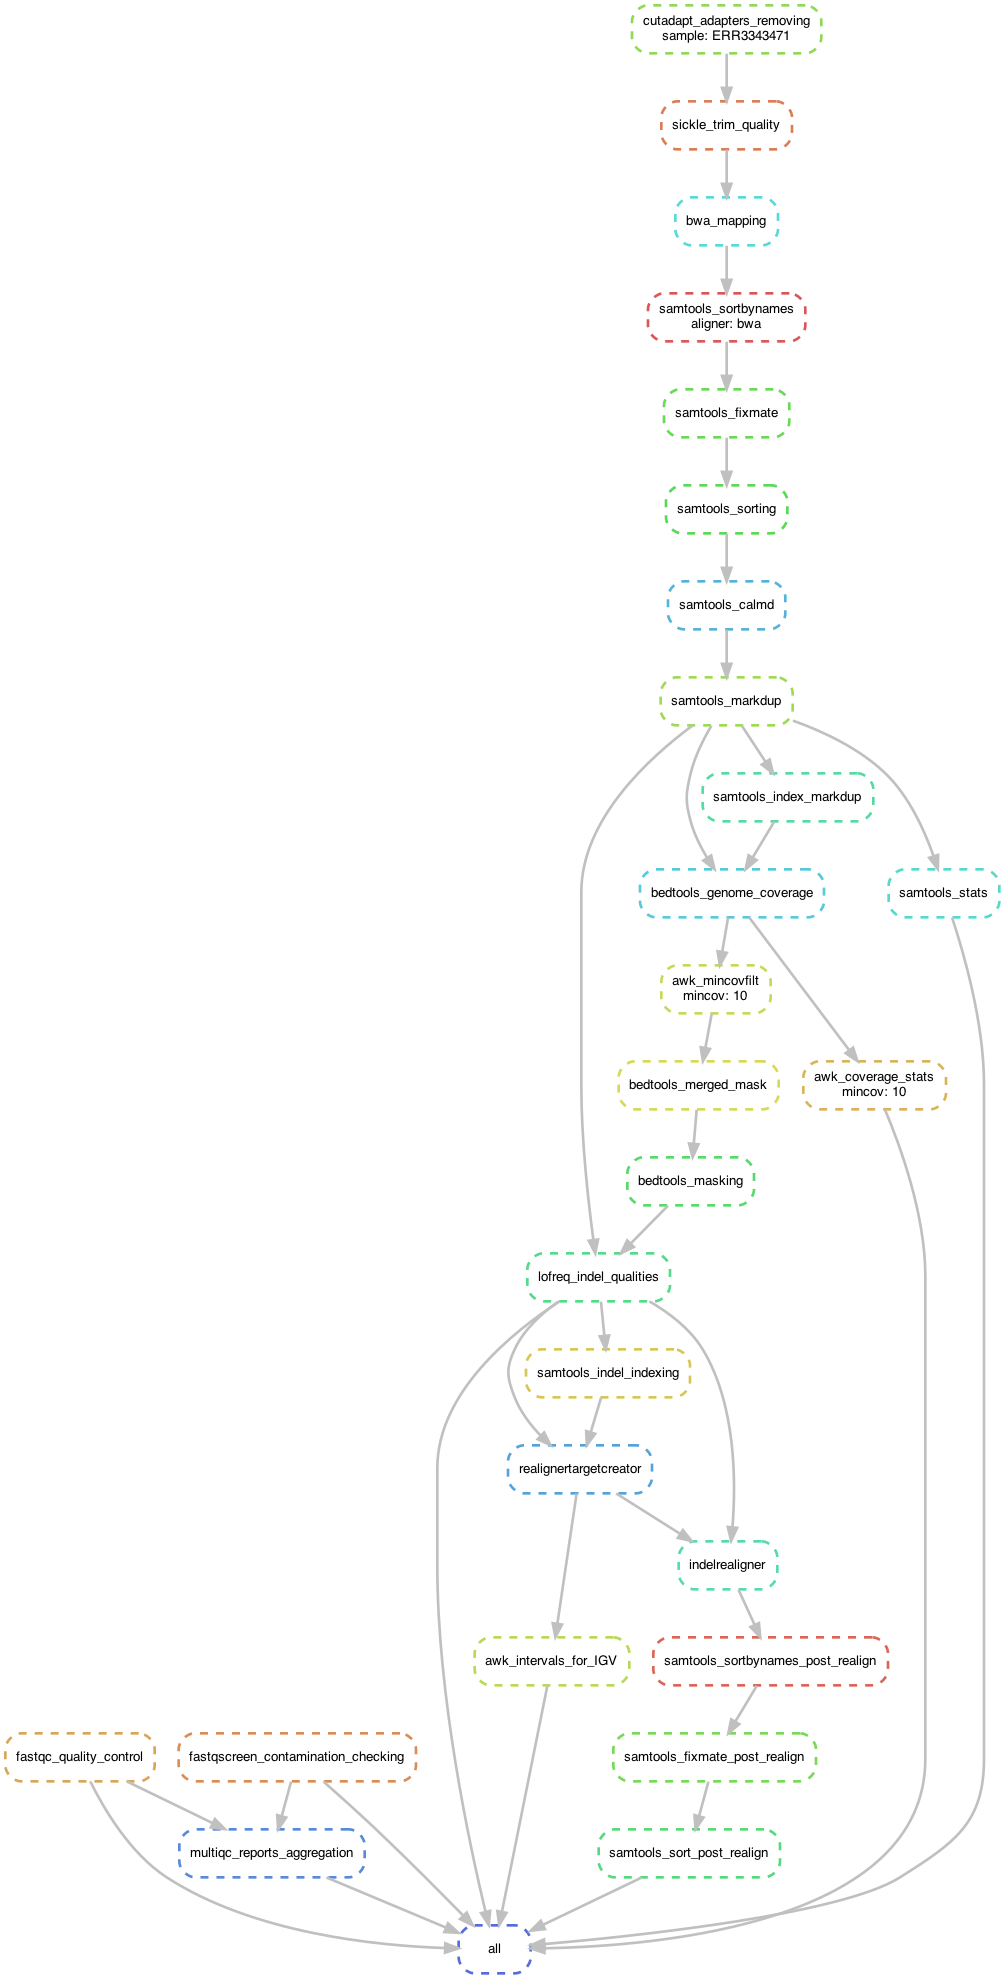 cutadapt_adapters_removing
sample: ERR3343471
sickle_trim_quality
bwa_mapping
samtools_sortbynames
aligner: bwa
samtools_fixmate
samtools_sorting
samtools_calmd
samtools_markdup
samtools_index_markdup
bedtools_genome_coverage
samtools_stats
awk_mincovfilt
mincov: 10
bedtools_merged_mask
awk_coverage_stats
mincov: 10
bedtools_masking
lofreq_indel_qualities
samtools_indel_indexing
realignertargetcreator
indelrealigner
awk_intervals_for_IGV
samtools_sortbynames_post_realign
fastqc_quality_control
fastqscreen_contamination_checking
samtools_fixmate_post_realign
multiqc_reports_aggregation
samtools_sort_post_realign
all